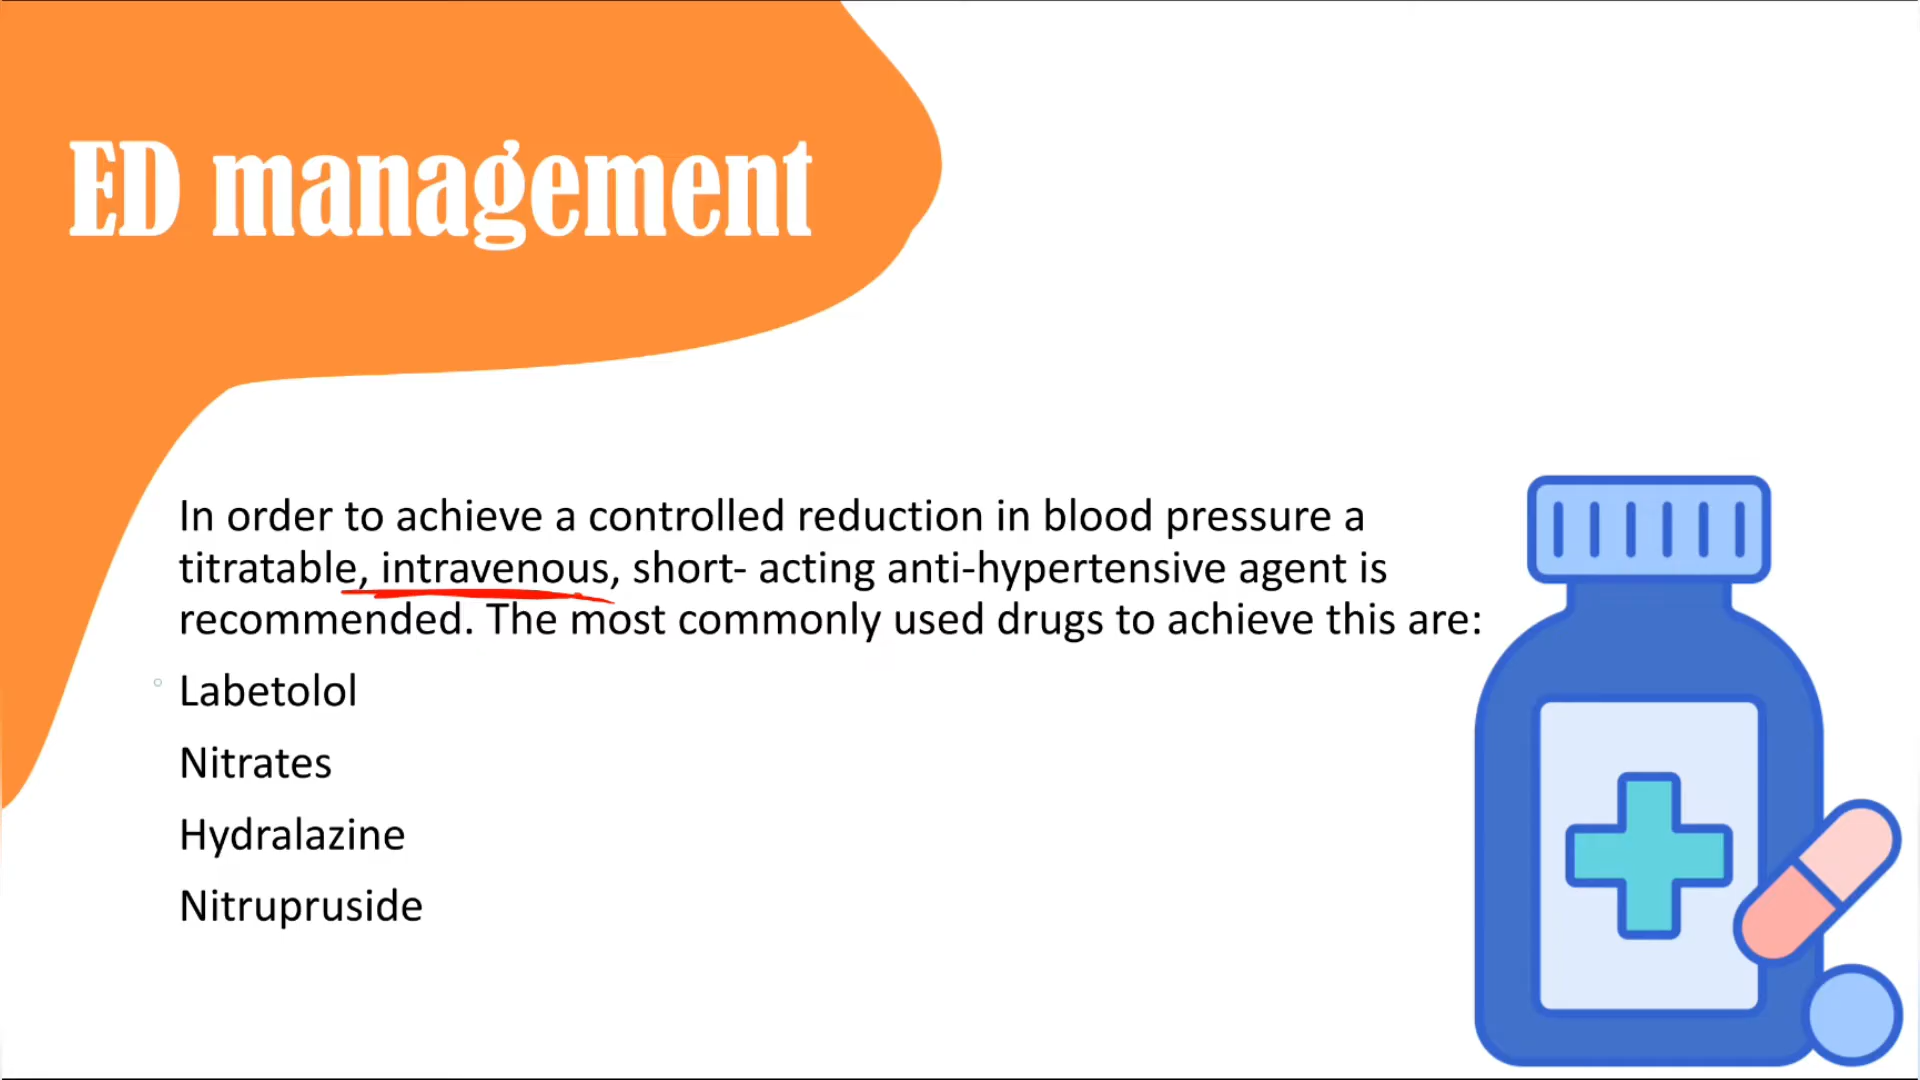 ED management
In order to achieve a controlled reduction in blood pressure a
titratable, intravenous, short- acting anti-hypertensive agent is
recommended. The most commonly used drugs to achieve this are:
Labetolol
Nitrates
Hydralazine
Nitrupruside